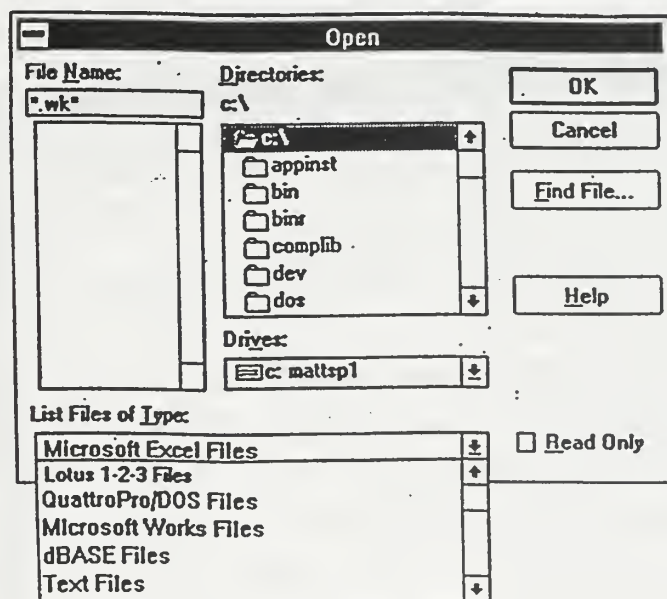 Open
File Name:
*.wk*
Directories:
c:\
c:\
appinst
bin
binr
complib
dev
dos
Drives:
c: mattsp1
OK
Cancel
Find File...
Help
Read Only
List Files of Type:
Microsoft Excel Files
Lotus 1-2-3 Files
QuattroPro/DOS Files
Microsoft Works Files
dBASE Files
Text Files